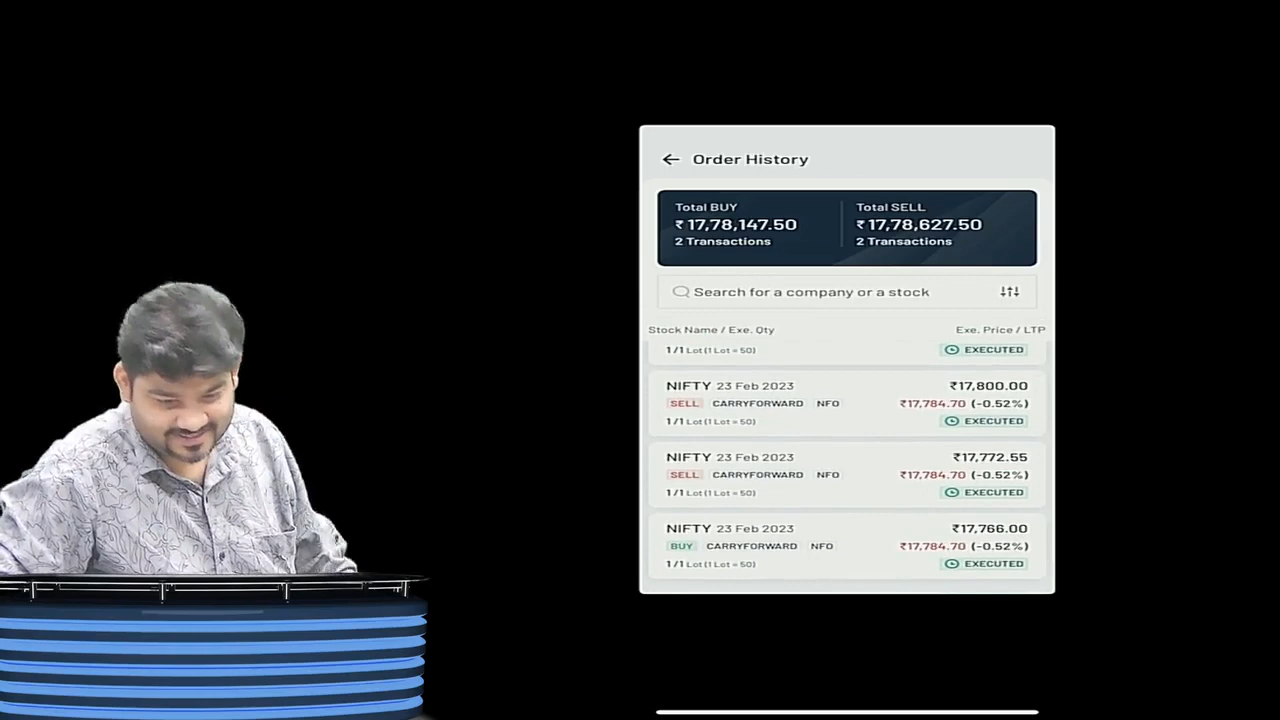 ← Order History
Total BUY
₹17,78,147.50
2 Transactions
Total SELL
₹17,78,627.50
2 Transactions
Search for a company or a stock
Stock Name / Exe. Qty Exe. Price / LTP
1/1 Lot (1 Lot = 50) EXECUTED
NIFTY 23 Feb 2023 ₹17,800.00
SELL CARRYFORWARD NFO ₹17,784.70 (-0.52%)
1/1 Lot (1 Lot = 50) EXECUTED
NIFTY 23 Feb 2023 ₹17,772.55
SELL CARRYFORWARD NFO ₹17,784.70 (-0.52%)
1/1 Lot (1 Lot = 50) EXECUTED
NIFTY 23 Feb 2023 ₹17,766.00
BUY CARRYFORWARD NFO ₹17,784.70 (-0.52%)
1/1 Lot (1 Lot = 50) EXECUTED